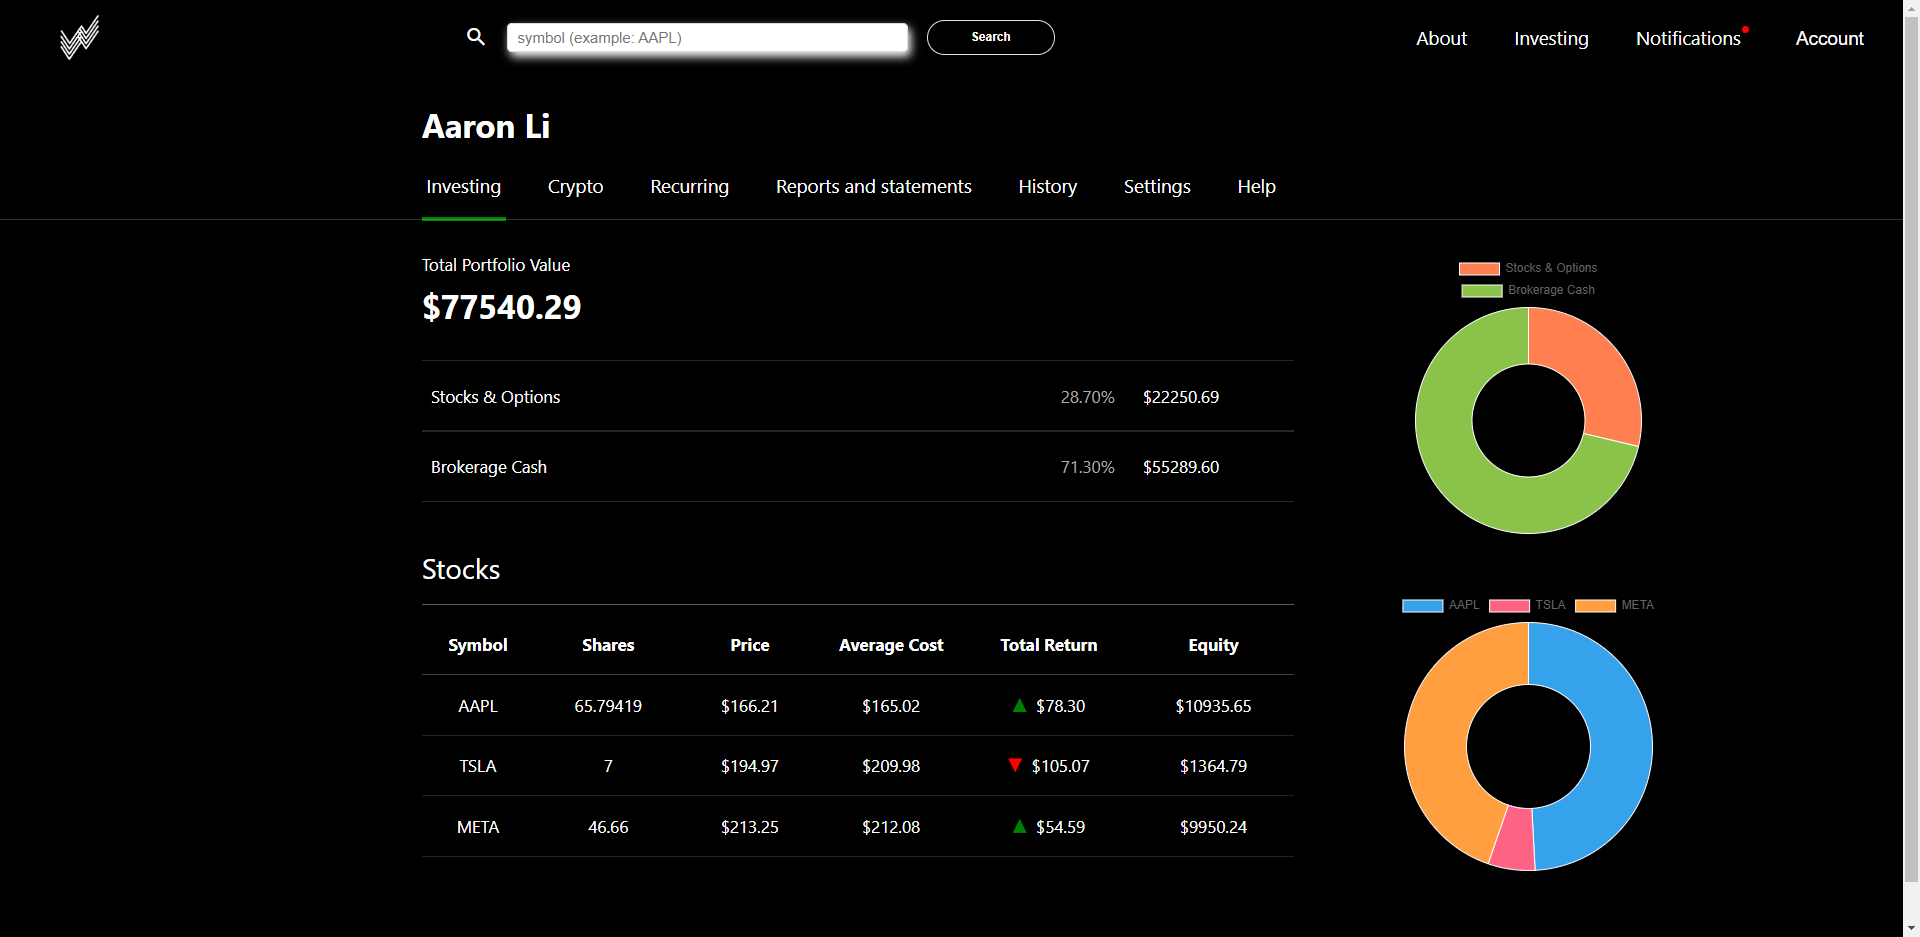 symbol (example: AAPL)
Search
About Investing Notifications Account
Aaron Li
Investing Crypto Recurring Reports and statements History Settings Help
Total Portfolio Value
$77540.29
Stocks & Options 28.70% $22250.69
Brokerage Cash 71.30% $55289.60
Stocks & Options
Brokerage Cash
Stocks
Symbol Shares Price Average Cost Total Return Equity
AAPL 65.79419 $166.21 $165.02 $78.30 $10935.65
TSLA 7 $194.97 $209.98 $105.07 $1364.79
META 46.66 $213.25 $212.08 $54.59 $9950.24
AAPL TSLA META